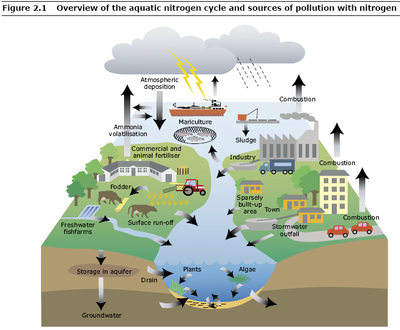 Figure 2.1 Overview of the aquatic nitrogen cycle and sources of pollution with nitrogen
Atmospheric
deposition
Combustion
Mariculture
Ammonia
volatilisation
Sludge
Commercial and
animal fertiliser
Industry
Combustion
Fodder
Sparsely
built-up
area
Town
Combustion
Freshwater
fishfarms
Surface run-off
Stormwater
outfall
Storage in aquifer
Drain
Plants
Algae
Groundwater